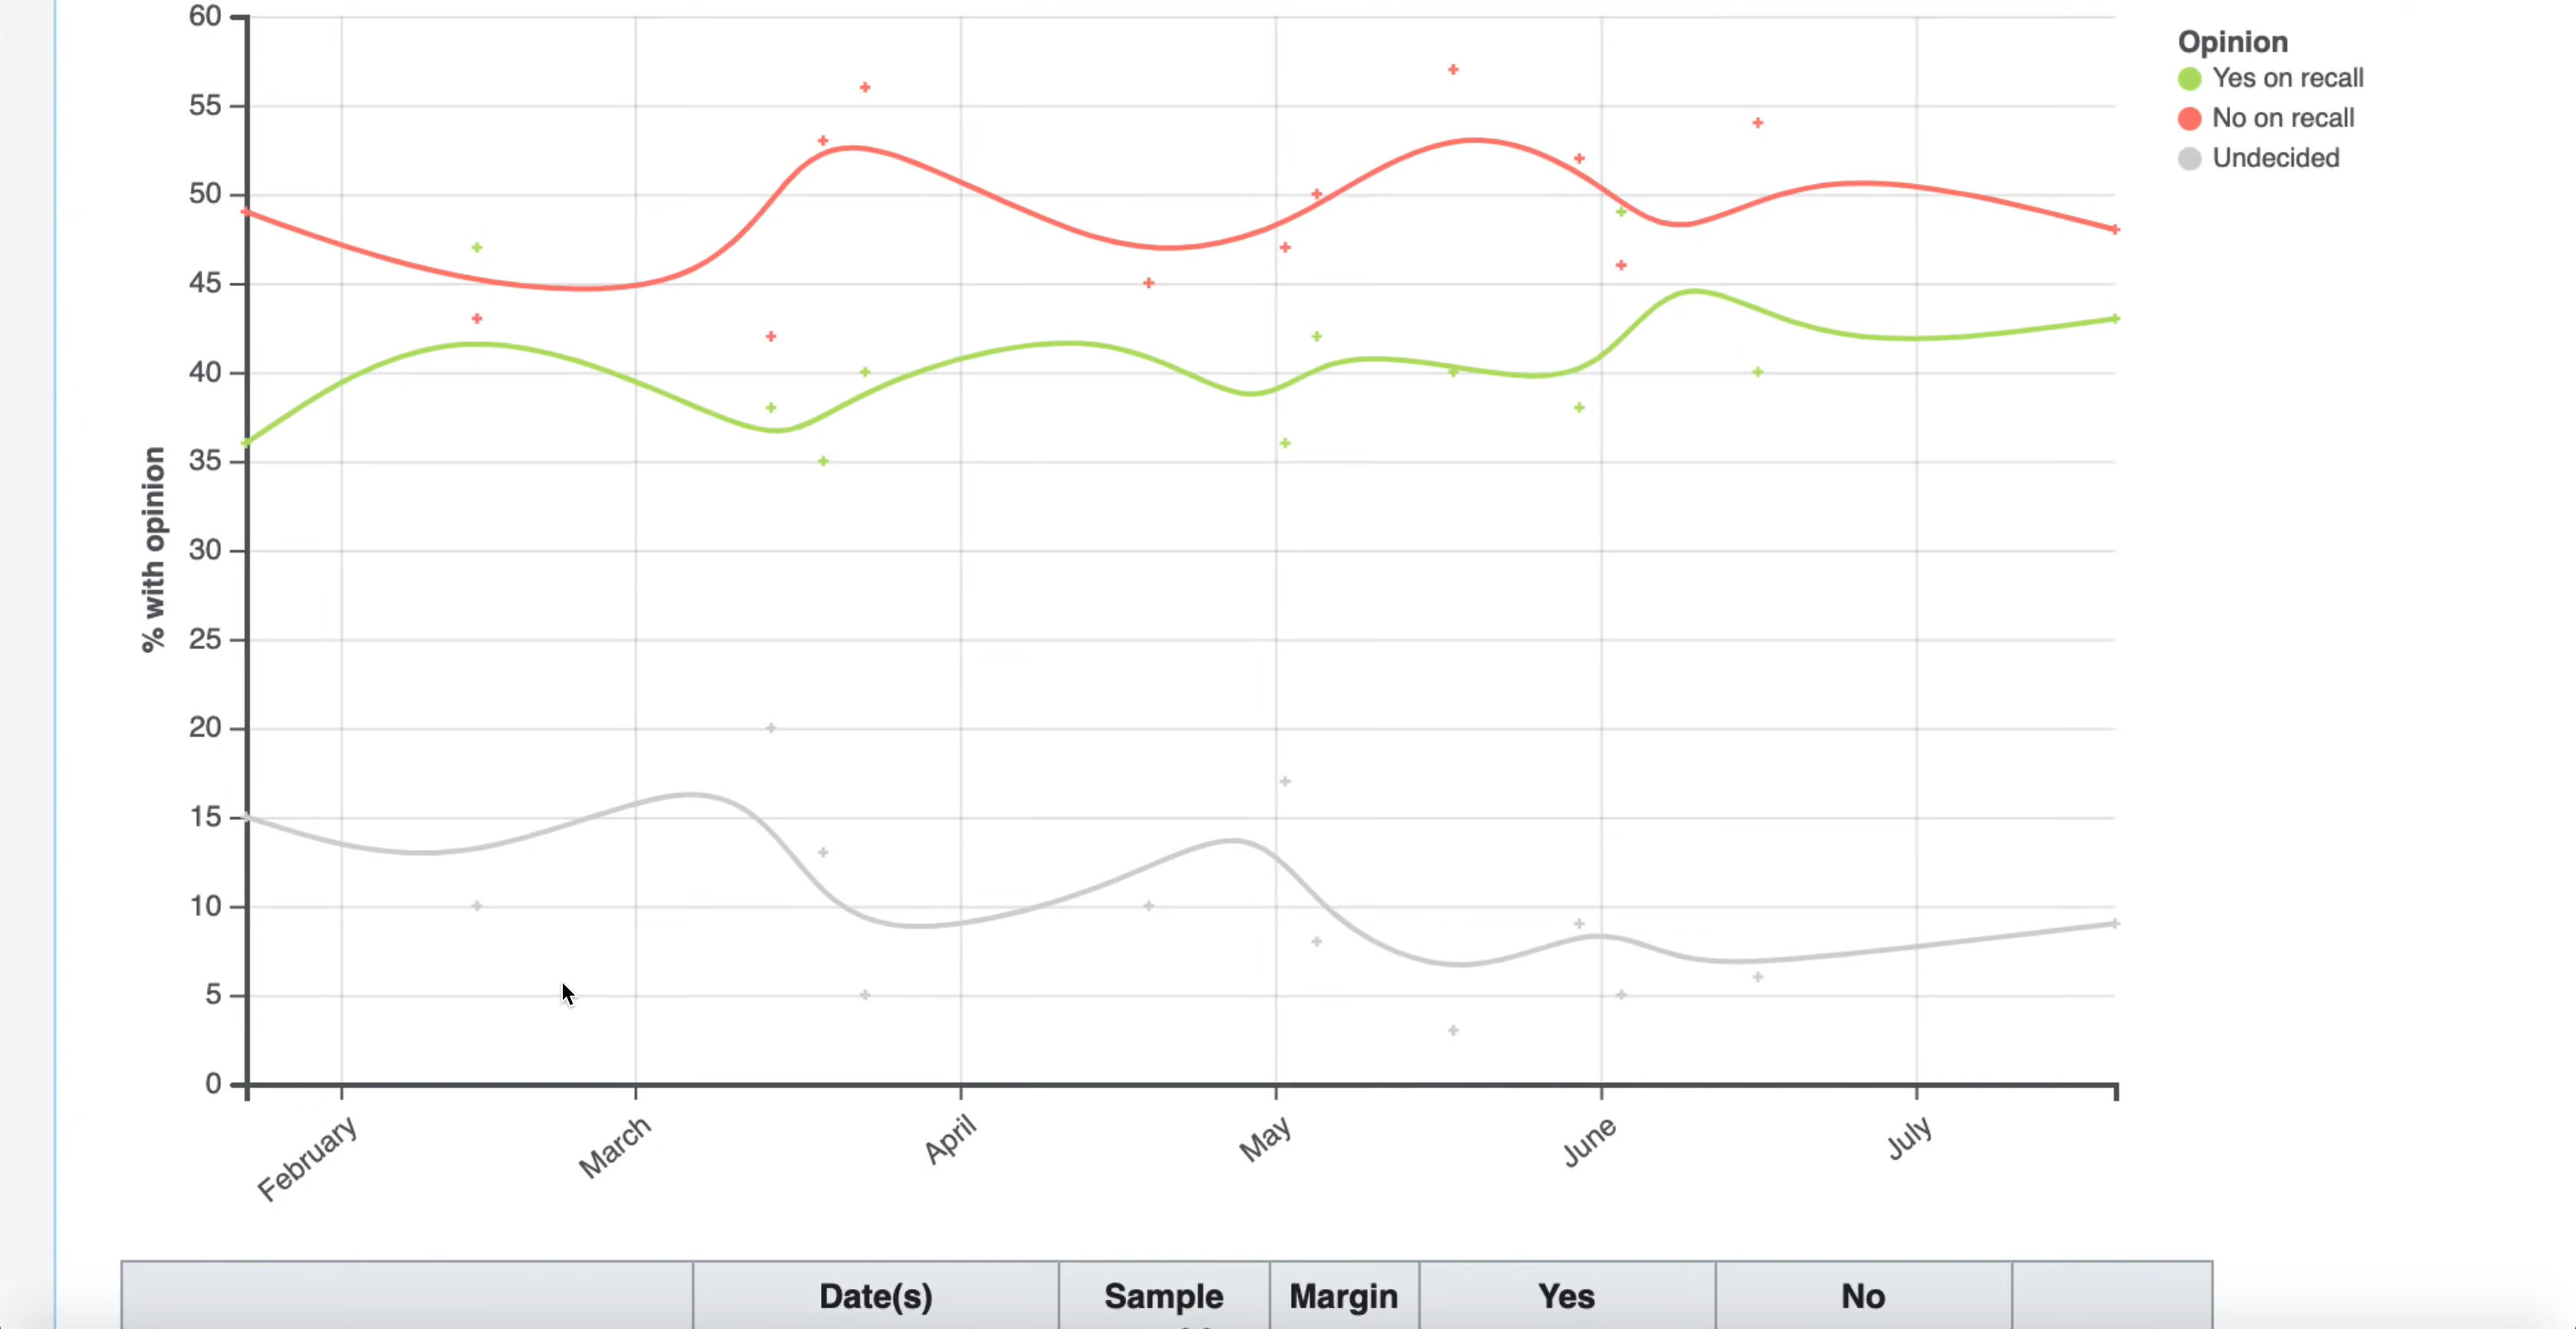 60
55
50
45
40
35
30
25
20
15
10
5
0
% with opinion
February
March
April
May
June
July
Opinion
Yes on recall
No on recall
Undecided
Date(s)
Sample
Margin
Yes
No